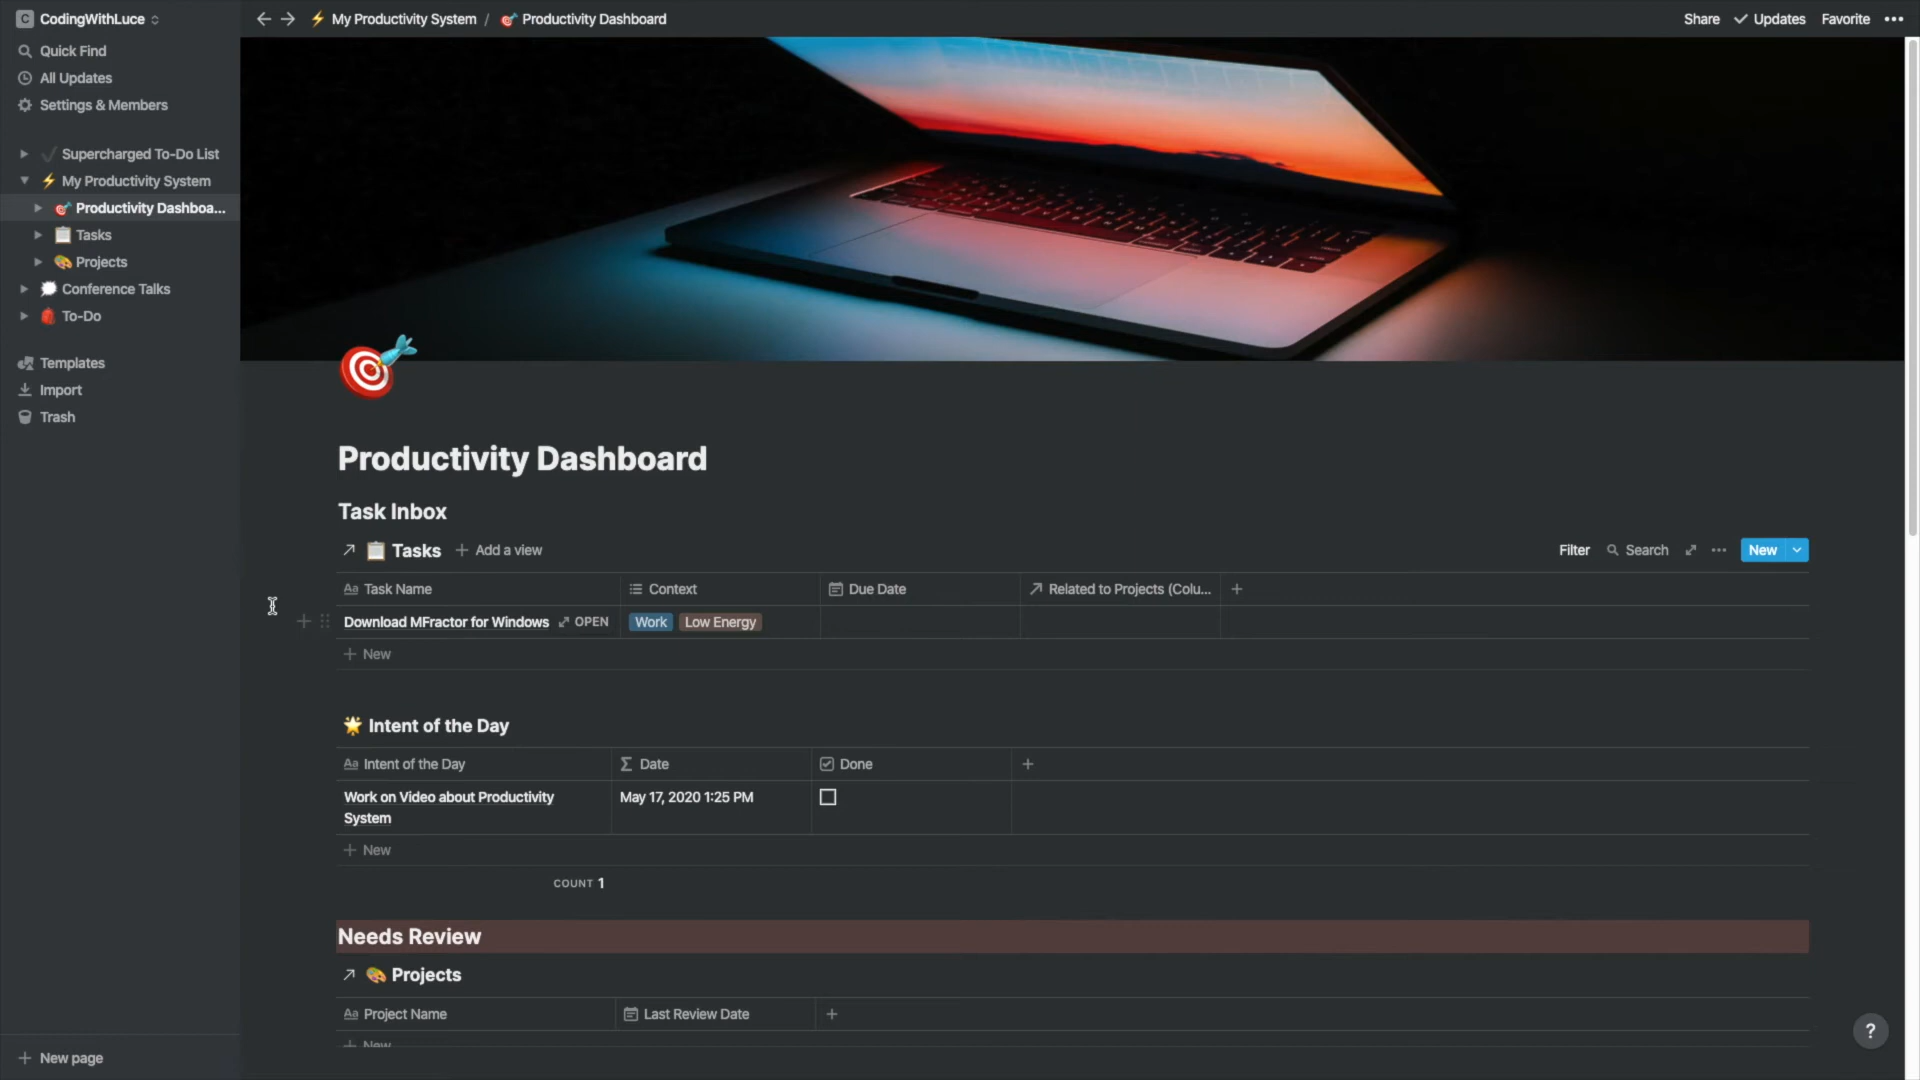 C CodingWithLuce
My Productivity System / Productivity Dashboard
Share Updates Favorite
Quick Find
All Updates
Settings & Members
Supercharged To-Do List
My Productivity System
Productivity Dashboa...
Tasks
Projects
Conference Talks
To-Do
Templates
Import
Trash
New page
Productivity Dashboard
Task Inbox
Tasks + Add a view
Filter Search New
Aa Task Name Context Due Date Related to Projects (Colu... +
Download MFractor for Windows OPEN Work Low Energy
+ New
Intent of the Day
Aa Intent of the Day Σ Date Done +
Work on Video about Productivity
System
May 17, 2020 1:25 PM
+ New
COUNT 1
Needs Review
Projects
Aa Project Name Last Review Date +
+ New
?